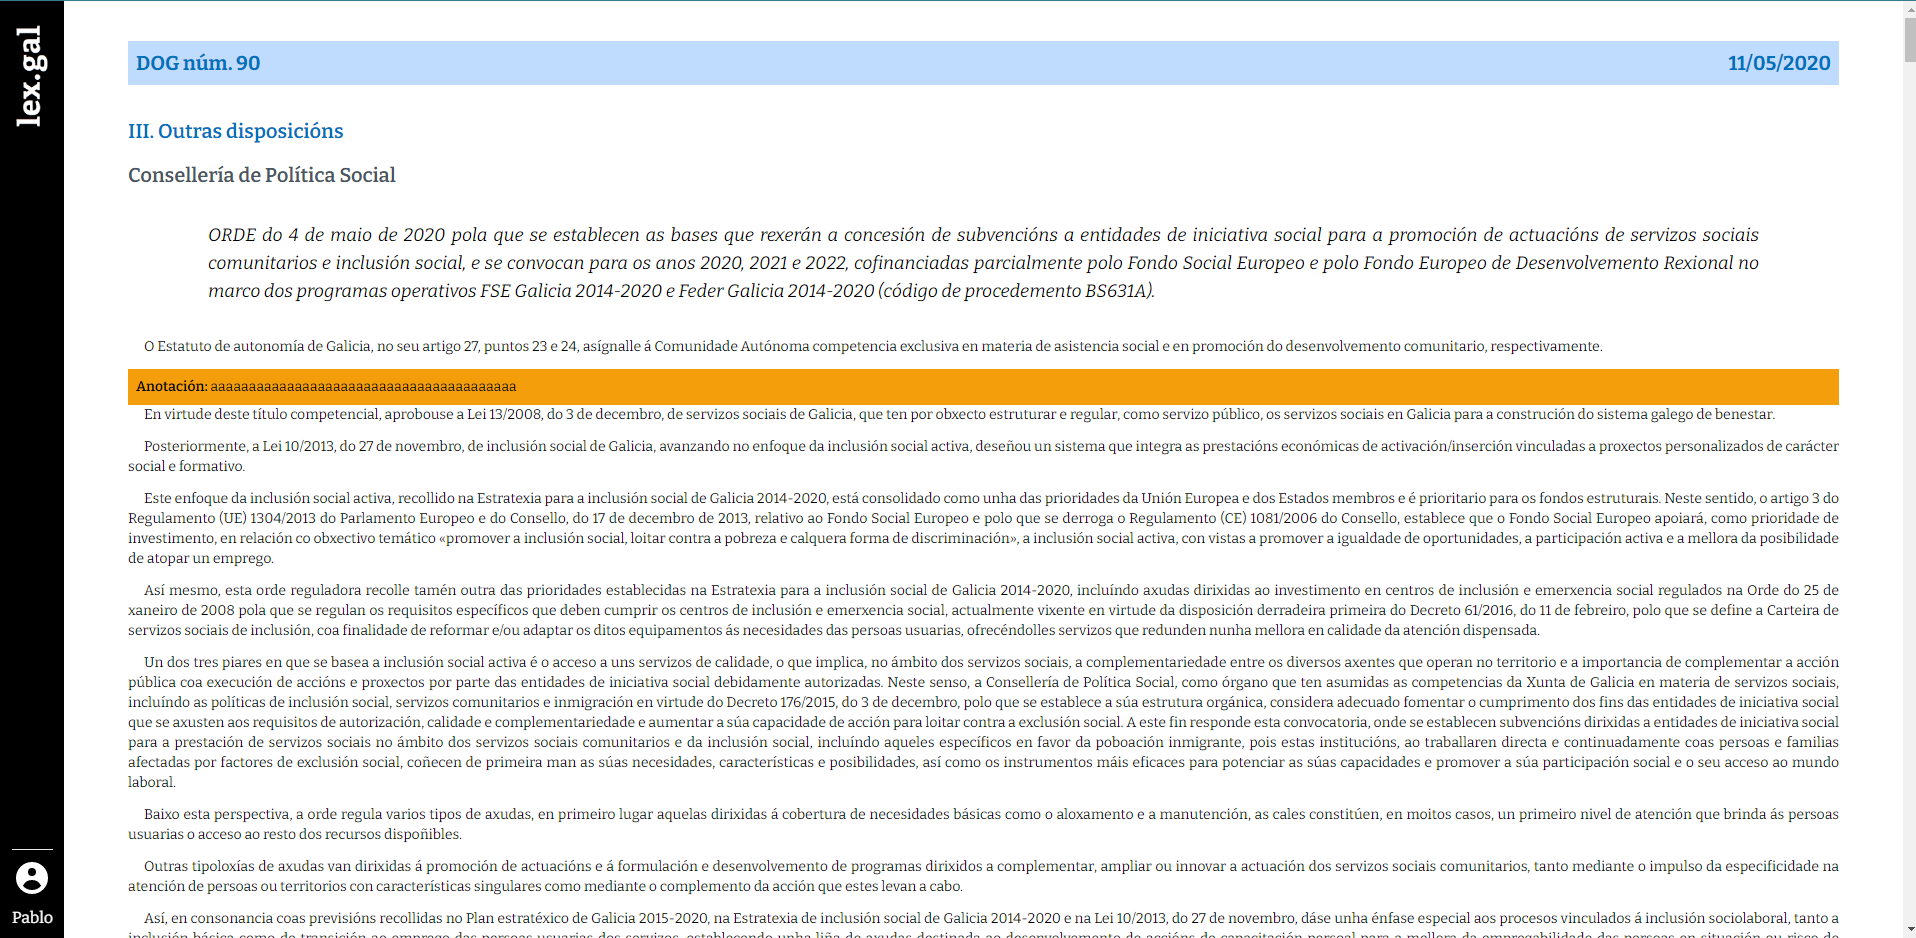 lex.gal
DOG núm. 90
11/05/2020
III. Outras disposicións
Consellería de Política Social
ORDE do 4 de maio de 2020 pola que se establecen as bases que rexerán a concesión de subvencións a entidades de iniciativa social para a promoción de actuacións de servizos sociais
comunitarios e inclusión social, e se convocan para os anos 2020, 2021 e 2022, cofinanciadas parcialmente polo Fondo Social Europeo e polo Fondo Europeo de Desenvolvemento Rexional no
marco dos programas operativos FSE Galicia 2014-2020 e Feder Galicia 2014-2020 (código de procedemento BS631A).
O Estatuto de autonomía de Galicia, no seu artigo 27, puntos 23 e 24, asígnalle á Comunidade Autónoma competencia exclusiva en materia de asistencia social e en promoción do desenvolvemento comunitario, respectivamente.
Anotación: aaaaaaaaaaaaaaaaaaaaaaaaaaaaaaaaaaaaaaaa
En virtude deste título competencial, aprobouse a Lei 13/2008, do 3 de decembro, de servizos sociais de Galicia, que ten por obxecto estruturar e regular, como servizo público, os servizos sociais en Galicia para a construción do sistema galego de benestar.
Posteriormente, a Lei 10/2013, do 27 de novembro, de inclusión social de Galicia, avanzando no enfoque da inclusión social activa, deseñou un sistema que integra as prestacións económicas de activación/inserción vinculadas a proxectos personalizados de carácter
social e formativo.
Este enfoque da inclusión social activa, recollido na Estratexia para a inclusión social de Galicia 2014-2020, está consolidado como unha das prioridades da Unión Europea e dos Estados membros e é prioritario para os fondos estruturais. Neste sentido, o artigo 3 do
Regulamento (UE) 1304/2013 do Parlamento Europeo e do Consello, do 17 de decembro de 2013, relativo ao Fondo Social Europeo e polo que se derroga o Regulamento (CE) 1081/2006 do Consello, establece que o Fondo Social Europeo apoiará, como prioridade de
investimento, en relación co obxectivo temático «promover a inclusión social, loitar contra a pobreza e calquera forma de discriminación», a inclusión social activa, con vistas a promover a igualdade de oportunidades, a participación activa e a mellora da posibilidade
de atopar un emprego.
Así mesmo, esta orde reguladora recolle tamén outra das prioridades establecidas na Estratexia para a inclusión social de Galicia 2014-2020, incluíndo axudas dirixidas ao investimento en centros de inclusión e emerxencia social regulados na Orde do 25 de
xaneiro de 2008 pola que se regulan os requisitos específicos que deben cumprir os centros de inclusión e emerxencia social, actualmente vixente en virtude da disposición derradeira primeira do Decreto 61/2016, do 11 de febreiro, polo que se define a Carteira de
servizos sociais de inclusión, coa finalidade de reformar e/ou adaptar os ditos equipamentos ás necesidades das persoas usuarias, ofrecéndolles servizos que redunden nunha mellora en calidade da atención dispensada.
Un dos tres piares en que se basea a inclusión social activa é o acceso a uns servizos de calidade, o que implica, no ámbito dos servizos sociais, a complementariedade entre os diversos axentes que operan no territorio e a importancia de complementar a acción
pública coa execución de accións e proxectos por parte das entidades de iniciativa social debidamente autorizadas. Neste senso, a Consellería de Política Social, como órgano que ten asumidas as competencias da Xunta de Galicia en materia de servizos sociais,
incluíndo as políticas de inclusión social, servizos comunitarios e inmigración en virtude do Decreto 176/2015, do 3 de decembro, polo que se establece a súa estrutura orgánica, considera adecuado fomentar o cumprimento dos fins das entidades de iniciativa social
que se axusten aos requisitos de autorización, calidade e complementariedade e aumentar a súa capacidade de acción para loitar contra a exclusión social. A este fin responde esta convocatoria, onde se establecen subvencións dirixidas a entidades de iniciativa social
para a prestación de servizos sociais no ámbito dos servizos sociais comunitarios e da inclusión social, incluíndo aqueles específicos en favor da poboación inmigrante, pois estas institucións, ao traballaren directa e continuadamente coas persoas e familias
afectadas por factores de exclusión social, coñecen de primeira man as súas necesidades, características e posibilidades, así como os instrumentos máis eficaces para potenciar as súas capacidades e promover a súa participación social e o seu acceso ao mundo
laboral.
Baixo esta perspectiva, a orde regula varios tipos de axudas, en primeiro lugar aquelas dirixidas á cobertura de necesidades básicas como o aloxamento e a manutención, as cales constitúen, en moitos casos, un primeiro nivel de atención que brinda ás persoas
usuarias o acceso ao resto dos recursos dispoñibles.
Outras tipoloxías de axudas van dirixidas á promoción de actuacións e á formulación e desenvolvemento de programas dirixidos a complementar, ampliar ou innovar a actuación dos servizos sociais comunitarios, tanto mediante o impulso da especificidade na
atención de persoas ou territorios con características singulares como mediante o complemento da acción que estes levan a cabo.
Así, en consonancia coas previsións recollidas no Plan estratéxico de Galicia 2015-2020, na Estratexia de inclusión social de Galicia 2014-2020 e na Lei 10/2013, do 27 de novembro, dáse unha énfase especial aos procesos vinculados á inclusión sociolaboral, tanto a
inclusión básica como de transición ao emprego das persoas usuarias dos servizos, establecendo unha liña de axudas destinada ao desenvolvemento de accións de capacitación persoal para a mellora da empregabilidade das persoas en situación ou risco de
Pablo